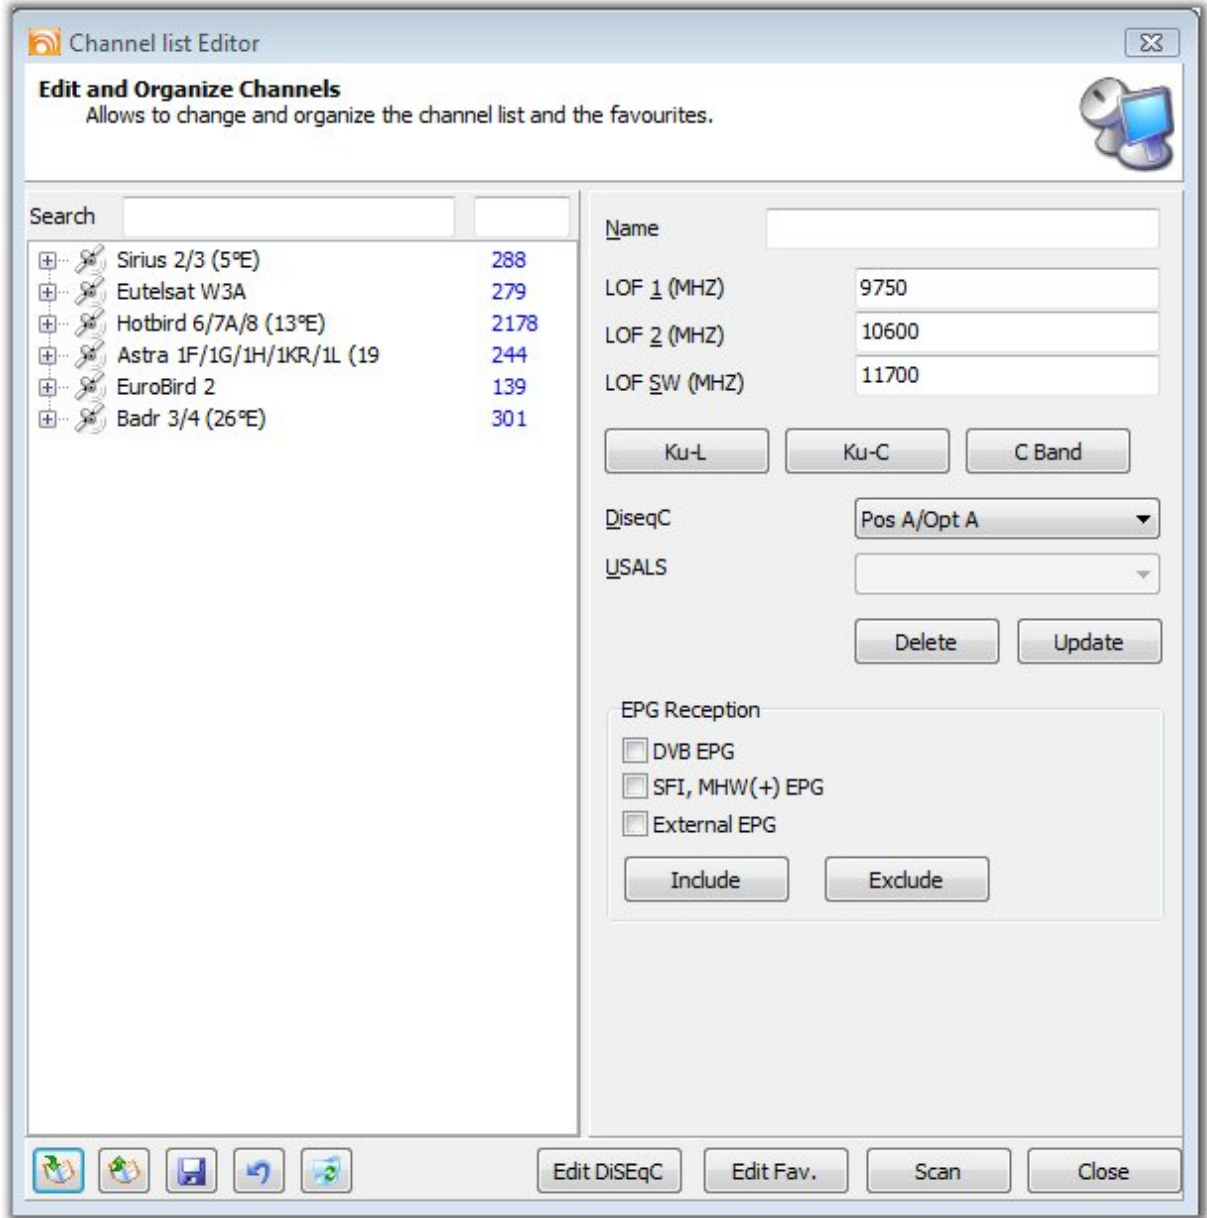 Channel list Editor
Edit and Organize Channels
Allows to change and organize the channel list and the favourites.
Search
Sirius 2/3 (5ºE) 288
Eutelsat W3A 279
Hotbird 6/7A/8 (13ºE) 2178
Astra 1F/1G/1H/1KR/1L (19 244
EuroBird 2 139
Badr 3/4 (26ºE) 301
Name
LOF 1 (MHZ) 9750
LOF 2 (MHZ) 10600
LOF SW (MHZ) 11700
Ku-L Ku-C C Band
DiseqC Pos A/Opt A
USALS
Delete Update
EPG Reception
DVB EPG
SFI, MHW(+) EPG
External EPG
Include Exclude
Edit DiSEqC Edit Fav. Scan Close